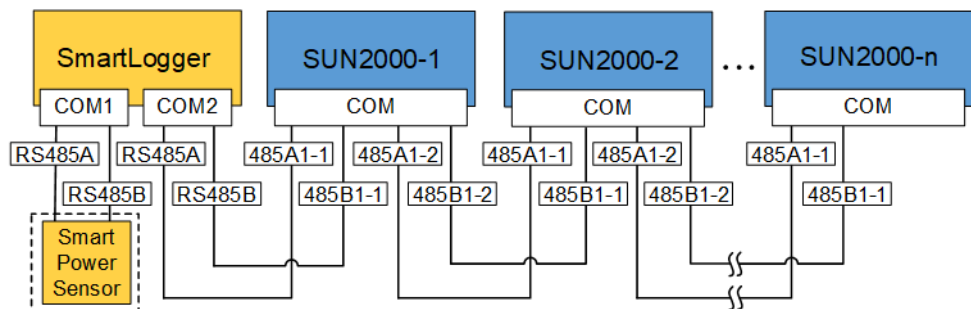 SmartLogger
SUN2000-1
SUN2000-2
...
SUN2000-n
COM1
COM2
COM
COM
COM
RS485A
RS485A
485A1-1
485A1-2
485A1-1
485A1-2
485A1-1
RS485B
RS485B
485B1-1
485B1-2
485B1-1
485B1-2
485B1-1
Smart
Power
Sensor